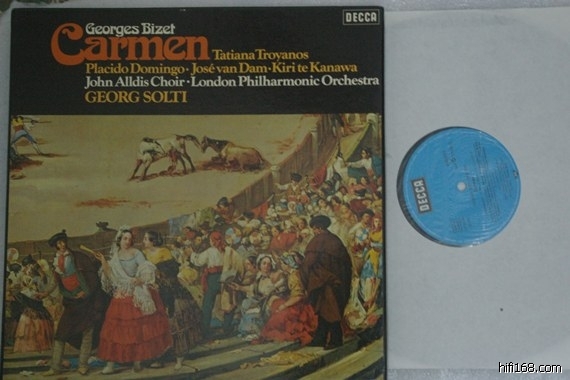 Georges Bizet
DECCA
Carmen Tatiana Troyanos
Placido Domingo · José van Dam · Kiri te Kanawa
John Alldis Choir · London Philharmonic Orchestra
GEORG SOLTI
DECCA
hifi168.com